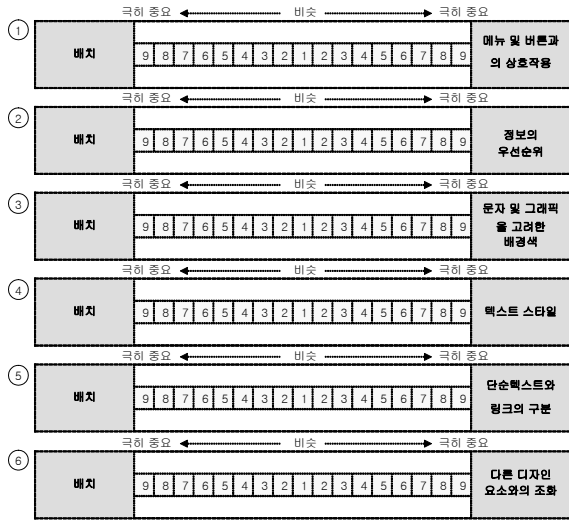 극히 중요 비슷 극히 중요
① 배치 9 8 7 6 5 4 3 2 1 2 3 4 5 6 7 8 9 메뉴 및 버튼과
의 상호작용
극히 중요 비슷 극히 중요
② 배치 9 8 7 6 5 4 3 2 1 2 3 4 5 6 7 8 9 정보의
우선순위
극히 중요 비슷 극히 중요
③ 배치 9 8 7 6 5 4 3 2 1 2 3 4 5 6 7 8 9 문자 및 그래픽
을 고려한
배경색
극히 중요 비슷 극히 중요
④ 배치 9 8 7 6 5 4 3 2 1 2 3 4 5 6 7 8 9 텍스트 스타일
극히 중요 비슷 극히 중요
⑤ 배치 9 8 7 6 5 4 3 2 1 2 3 4 5 6 7 8 9 단순텍스트와
링크의 구분
극히 중요 비슷 극히 중요
⑥ 배치 9 8 7 6 5 4 3 2 1 2 3 4 5 6 7 8 9 다른 디자인
요소와의 조화